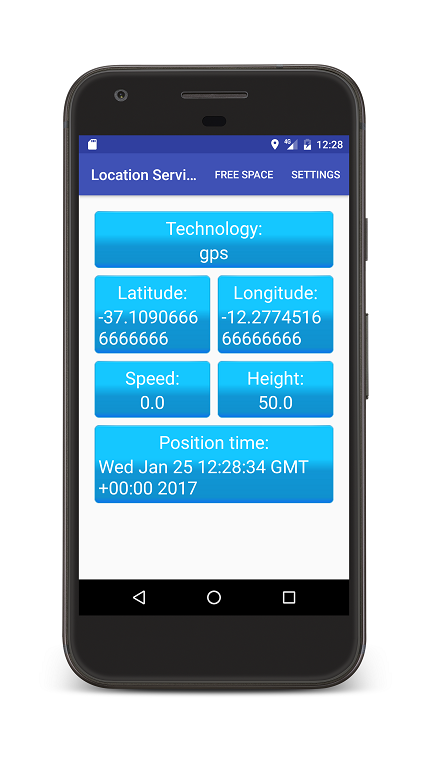 4G 12:28
Location Servi... FREE SPACE SETTINGS
Technology:
gps
Latitude:
-37.1090666
6666666
Longitude:
-12.2774516
66666666
Speed:
0.0
Height:
50.0
Position time:
Wed Jan 25 12:28:34 GMT
+00:00 2017